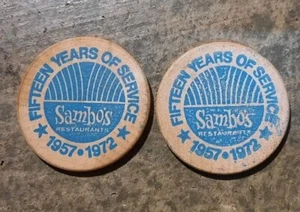 FIFTEEN YEARS OF SERVICE
Sambo's
RESTAURANTS
★ 1957 • 1972 ★
FIFTEEN YEARS OF SERVICE
Sambo's
RESTAURANTS
★ 1957 • 1972 ★